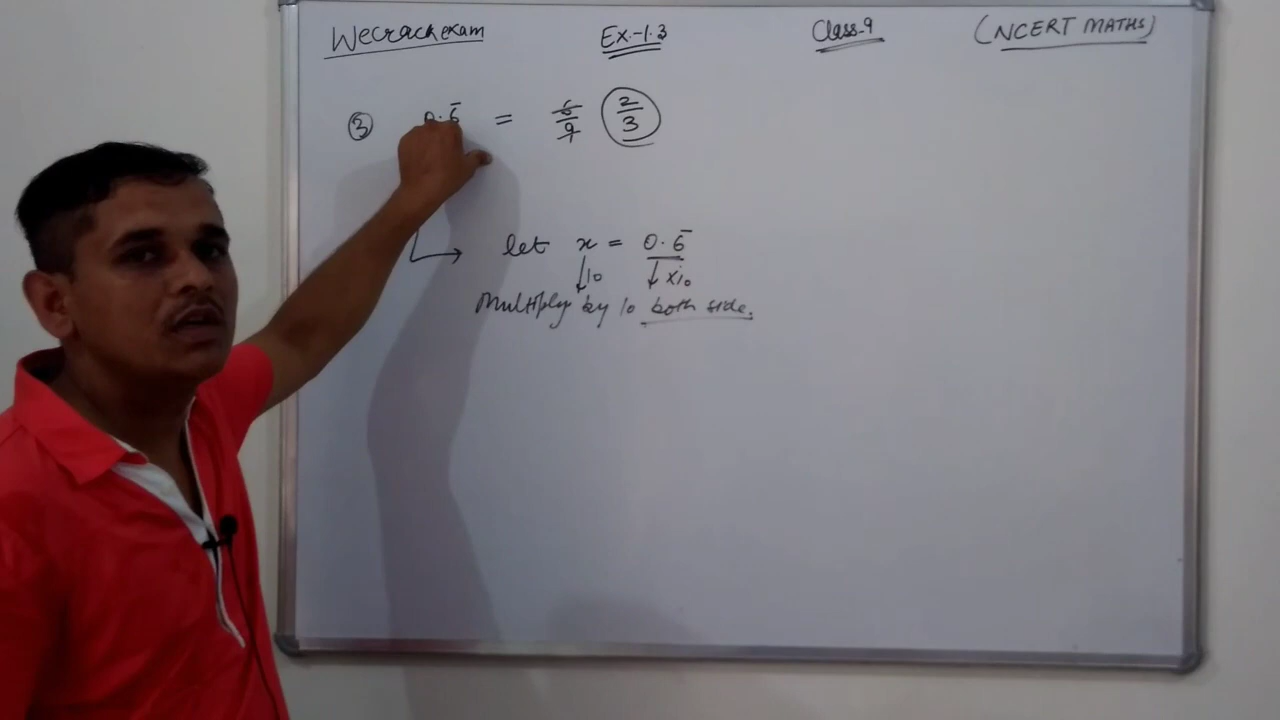 Wecrackexam Ex.-1.3 Class-9 (NCERT MATHS)
③ 0.6̅ = 6/9 2/3
let x = 0.6̅
↓10 ↓×10
Multiply by 10 both side.